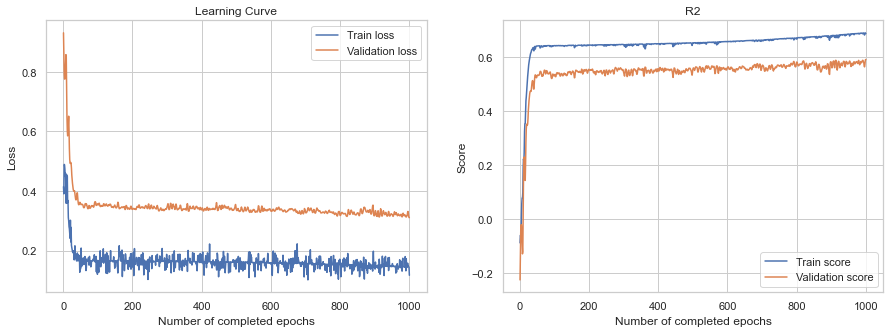 Learning Curve
Train loss
Validation loss
0.8
0.6
0.4
0.2
Loss
0
200
400
600
800
1000
Number of completed epochs
R2
0.6
0.4
0.2
0.0
−0.2
Score
Train score
Validation score
0
200
400
600
800
1000
Number of completed epochs